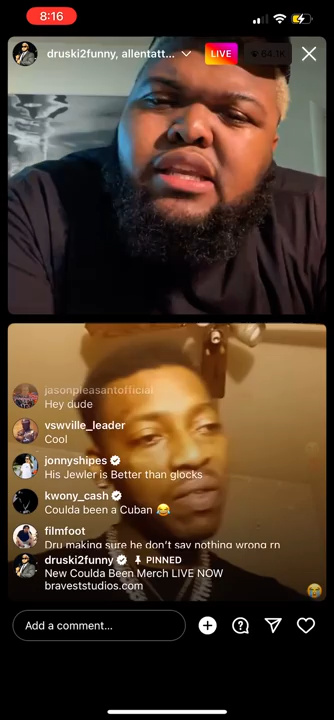 8:16
druski2funny, allentatt...
LIVE
64.1K
jasonpleasantofficial
Hey dude
vswville_leader
Cool
jonnyshipes
His Jewler is Better than glocks
kwony_cash
Coulda been a Cuban 😂
filmfoot
Dru making sure he don't say nothing wrong rn
druski2funny PINNED
New Coulda Been Merch LIVE NOW
braveststudios.com
Add a comment...